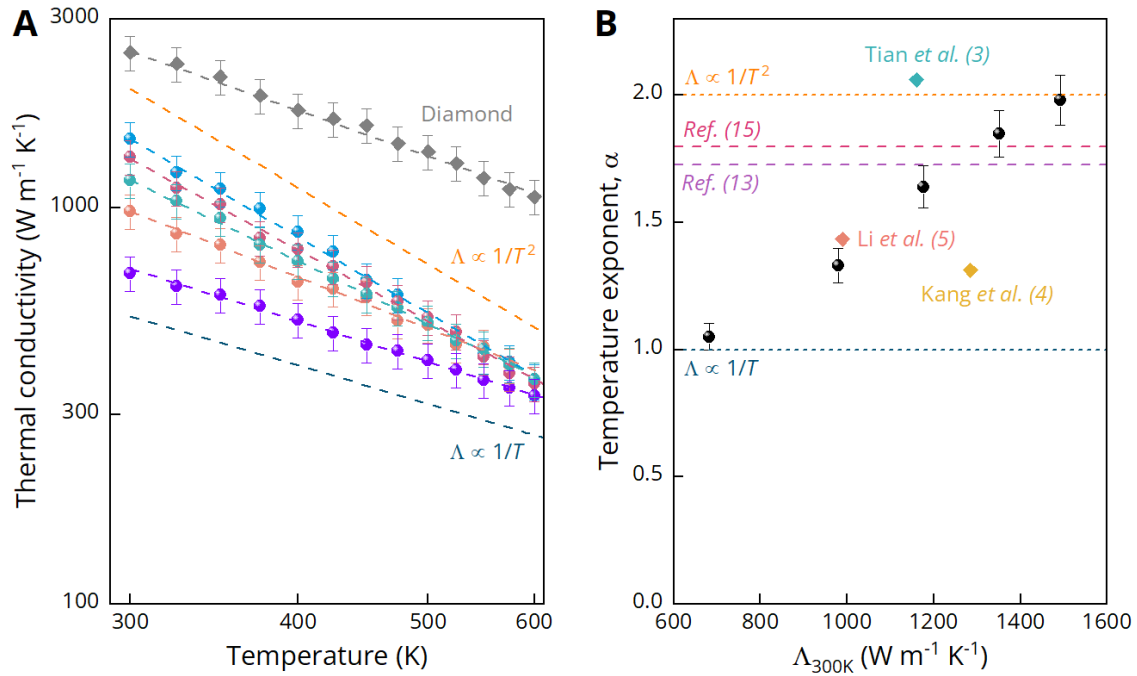 A
3000
1000
300
100
300
400
500
600
Thermal conductivity (W m⁻¹ K⁻¹)
Temperature (K)
Diamond
Λ ∝ 1/T²
Λ ∝ 1/T
B
2.0
1.5
1.0
0.5
0.0
600
800
1000
1200
1400
1600
Temperature exponent, α
Λ₃₀₀K (W m⁻¹ K⁻¹)
Tian et al. (3)
Λ ∝ 1/T²
Ref. (15)
Ref. (13)
Li et al. (5)
Kang et al. (4)
Λ ∝ 1/T